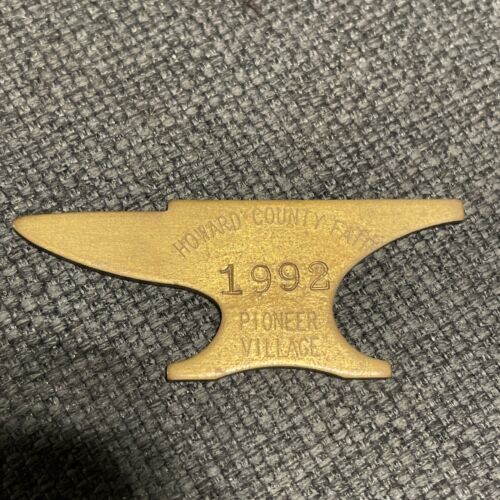 HOWARD COUNTY FAIR
1992
PIONEER
VILLAGE